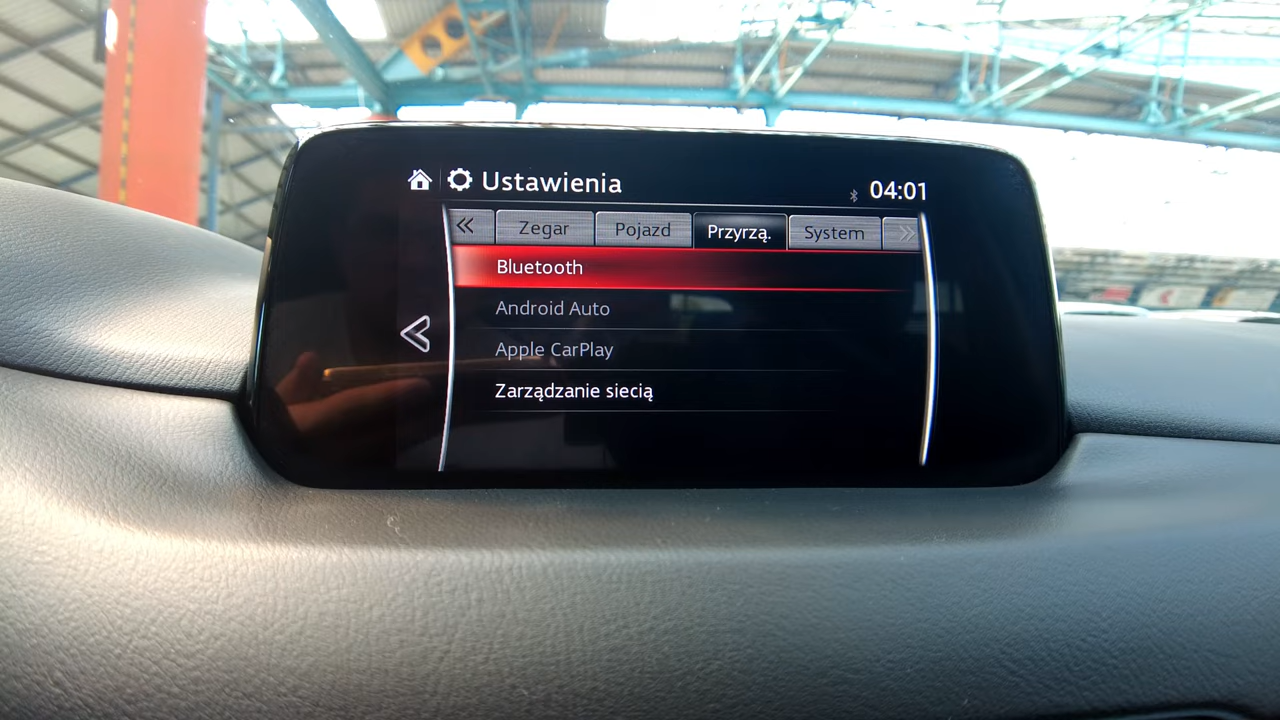 Ustawienia 04:01
Zegar Pojazd Przyrzą. System
Bluetooth
Android Auto
Apple CarPlay
Zarządzanie siecią